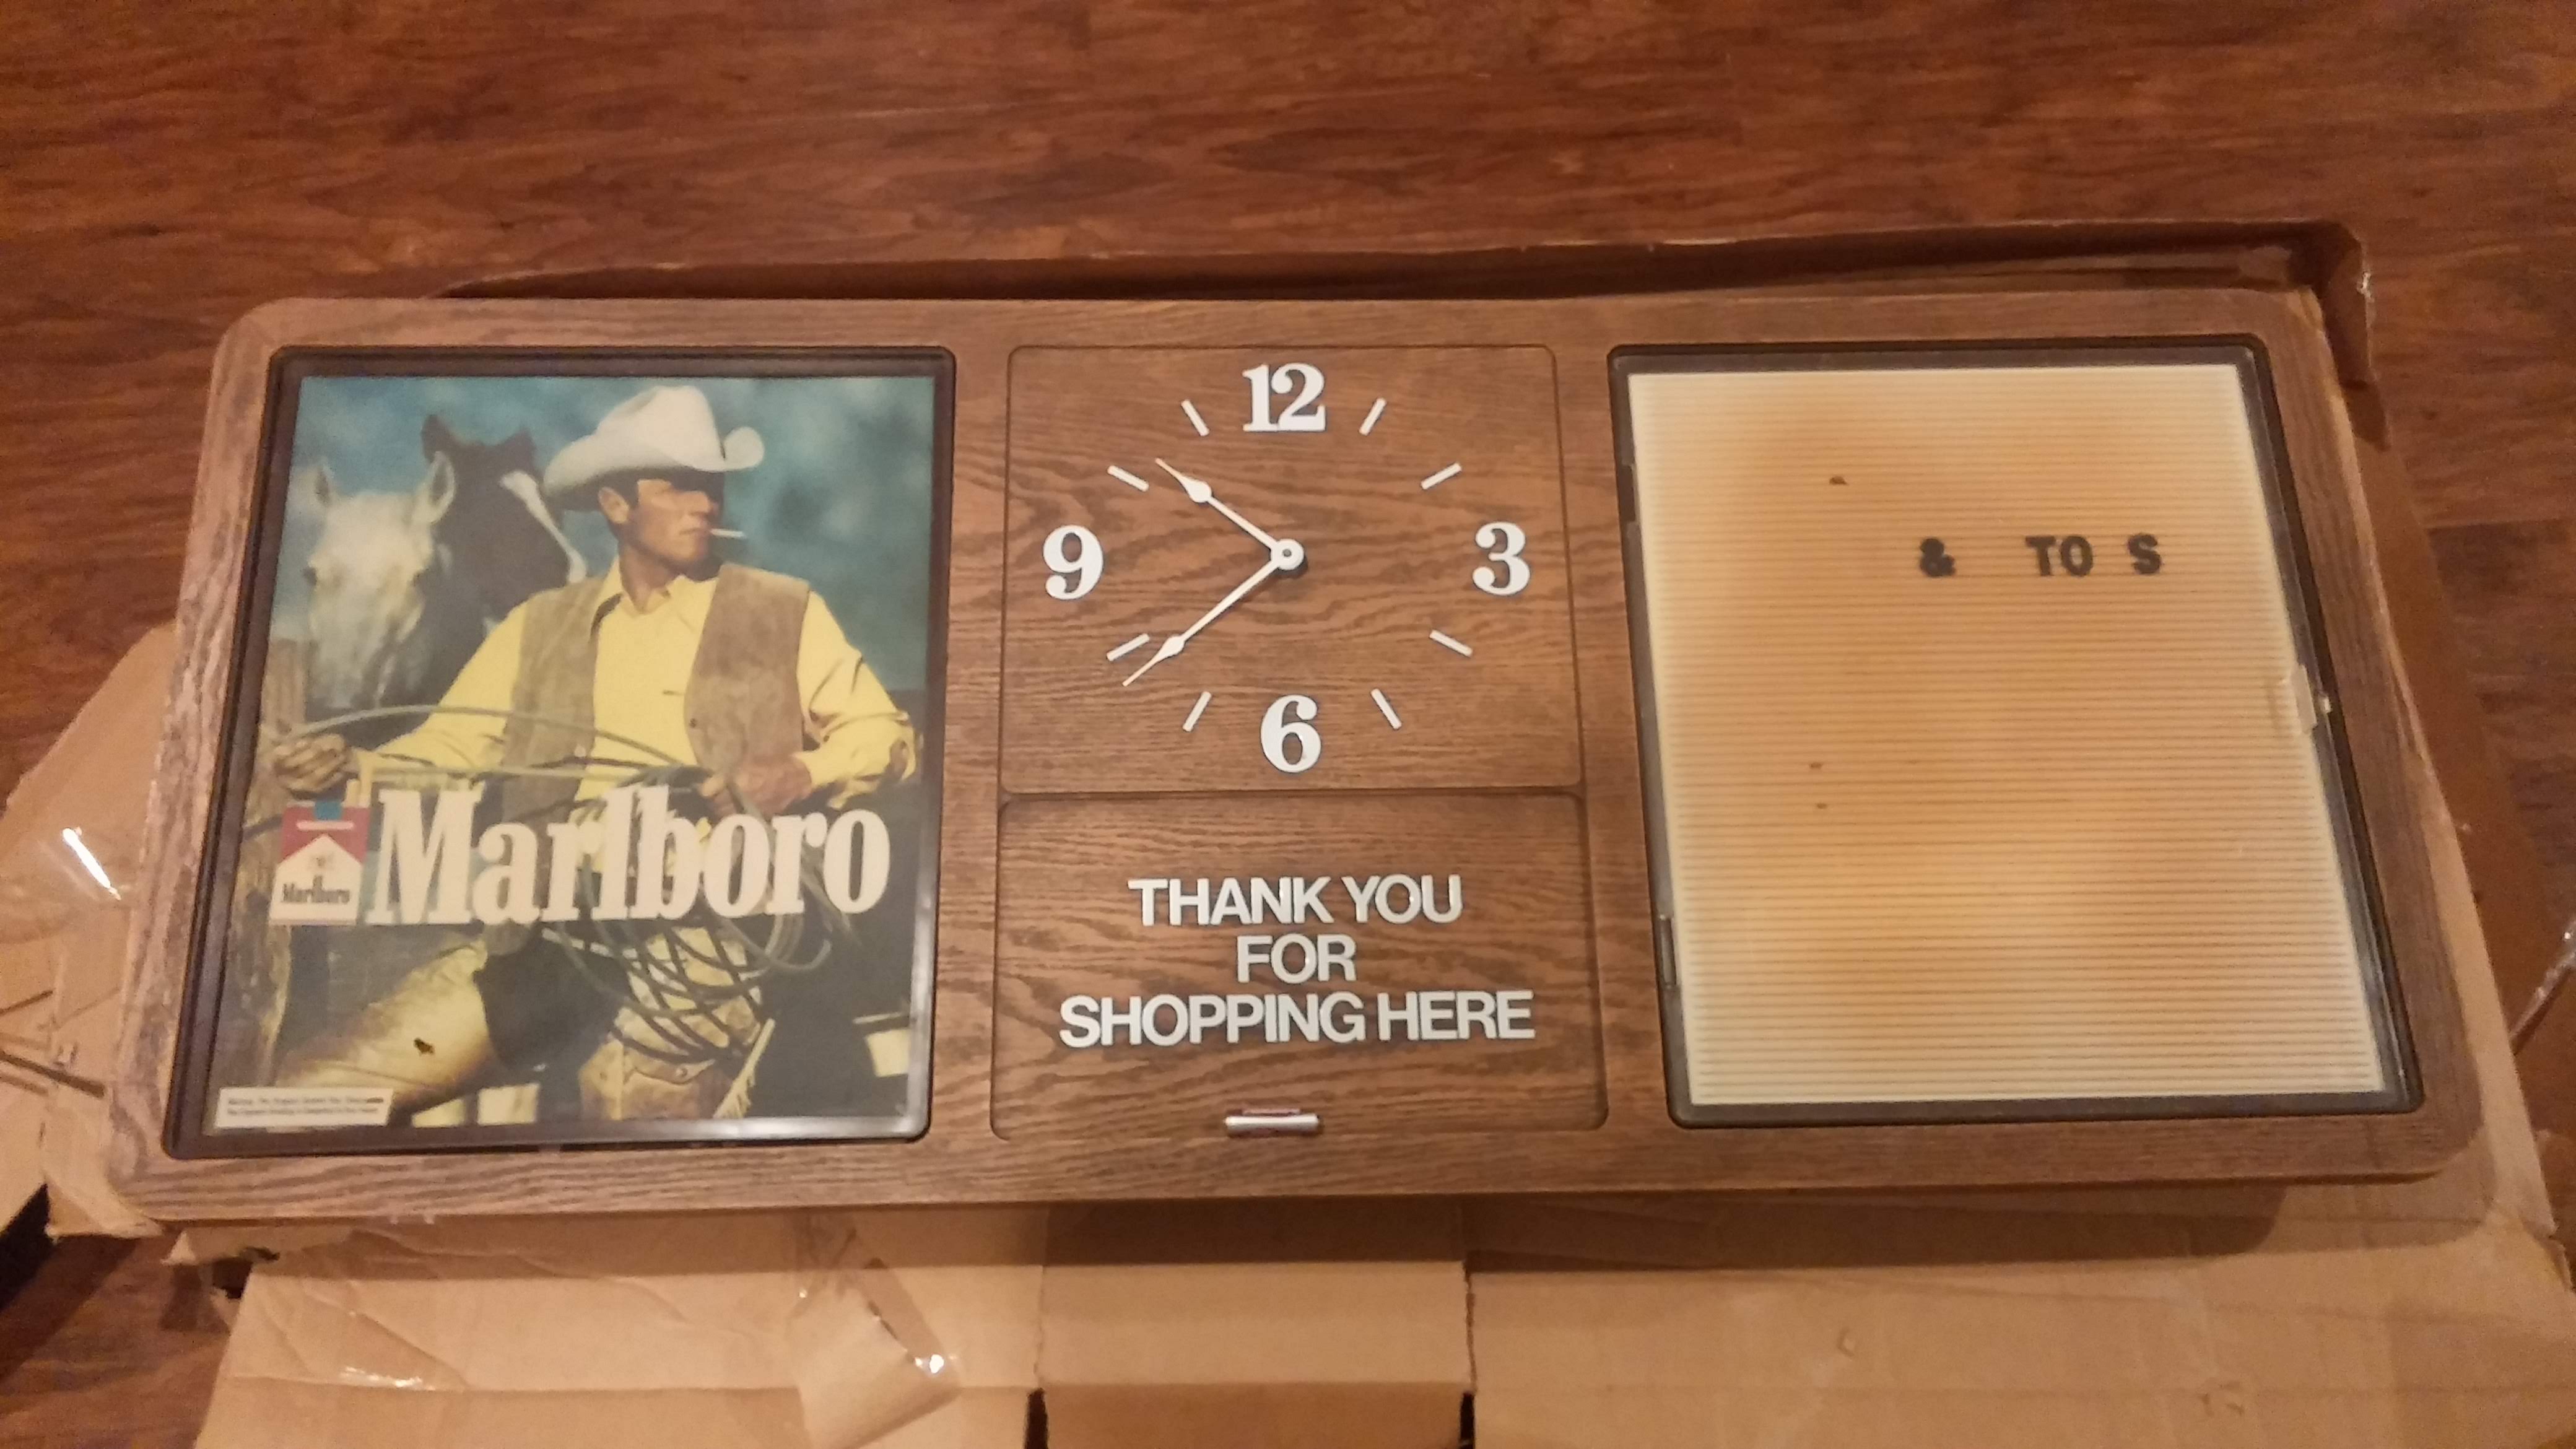 Marlboro
Marlboro
12
9
3
6
THANK YOU
FOR
SHOPPING HERE
& TO S